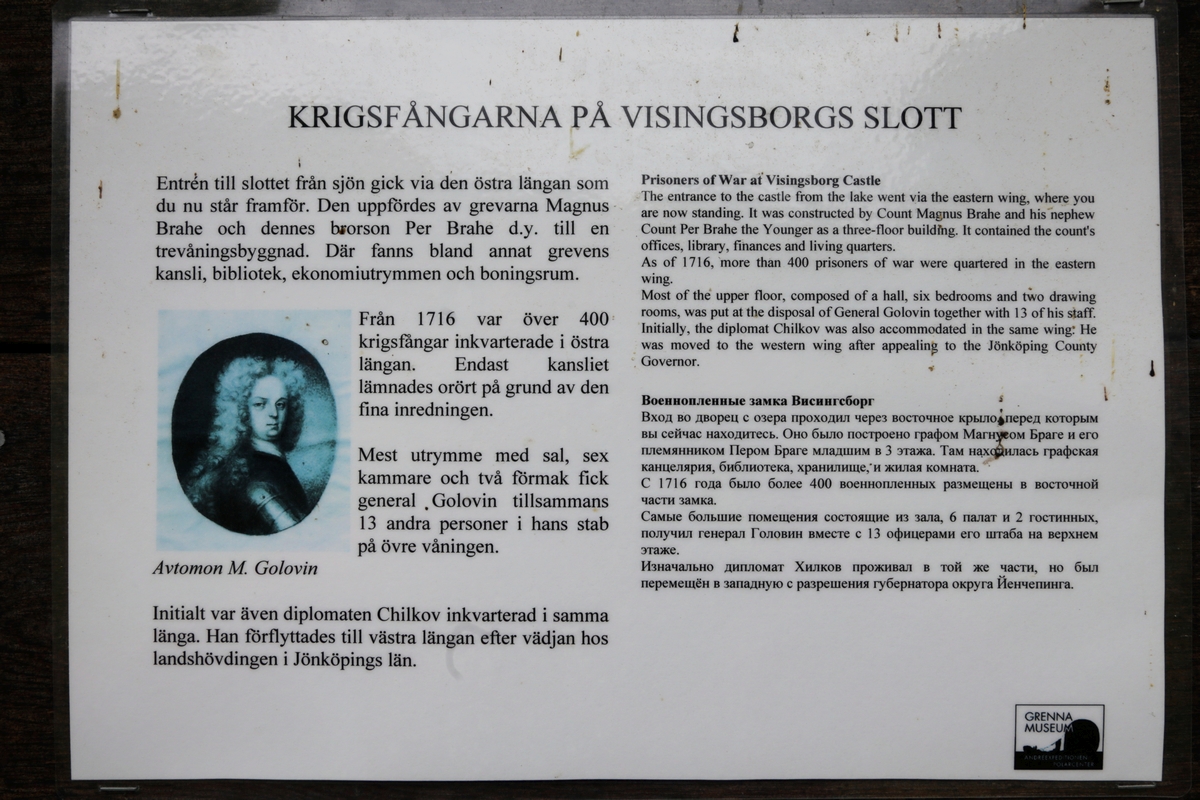 KRIGSFÅNGARNA PÅ VISINGSBORGS SLOTT
Entrén till slottet från sjön gick via den östra längan som
du nu står framför. Den uppfördes av grevarna Magnus
Brahe och dennes brorson Per Brahe d.y. till en
trevåningsbyggnad. Där fanns bland annat grevens
kansli, bibliotek, ekonomiutrymmen och boningsrum.
Från 1716 var över 400
krigsfångar inkvarterade i östra
längan. Endast kansliet
lämnades orört på grund av den
fina inredningen.
Mest utrymme med sal, sex
kammare och två förmak fick
general Golovin tillsammans
13 andra personer i hans stab
på övre våningen.
Avtomon M. Golovin
Initialt var även diplomaten Chilkov inkvarterad i samma
länga. Han förflyttades till västra längan efter vädjan hos
landshövdingen i Jönköpings län.
Prisoners of War at Visingsborg Castle
The entrance to the castle from the lake went via the eastern wing, where you
are now standing. It was constructed by Count Magnus Brahe and his nephew
Count Per Brahe the Younger as a three-floor building. It contained the count's
offices, library, finances and living quarters.
As of 1716, more than 400 prisoners of war were quartered in the eastern
wing.
Most of the upper floor, composed of a hall, six bedrooms and two drawing
rooms, was put at the disposal of General Golovin together with 13 of his staff.
Initially, the diplomat Chilkov was also accommodated in the same wing. He
was moved to the western wing after appealing to the Jönköping County
Governor.
Военнопленные замка Висингсборг
Вход во дворец с озера проходил через восточное крыло, перед которым
вы сейчас находитесь. Оно было построено графом Магнусом Браге и его
племянником Пером Браге младшим в 3 этажа. Там находилась графская
канцелярия, библиотека, хранилище, и жилая комната.
С 1716 года было более 400 военнопленных размещены в восточной
части замка.
Самые большие помещения состоящие из зала, 6 палат и 2 гостинных,
получил генерал Головин вместе с 13 офицерами его штаба на верхнем
этаже.
Изначально дипломат Хилков проживал в той же части, но был
перемещён в западную с разрешения губернатора округа Йенчепинга.
GRENNA
MUSEUM
ANDRÉEXPEDITIONEN
POLARCENTER